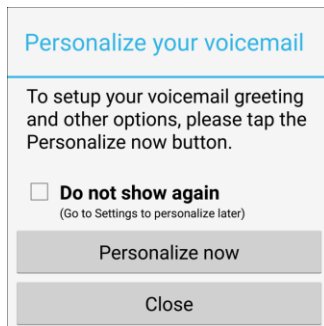 Personalize your voicemail
To setup your voicemail greeting
and other options, please tap the
Personalize now button.
Do not show again
(Go to Settings to personalize later)
Personalize now
Close